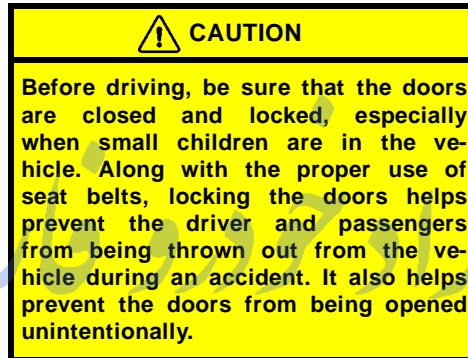 CAUTION
Before driving, be sure that the doors
are closed and locked, especially
when small children are in the ve-
hicle. Along with the proper use of
seat belts, locking the doors helps
prevent the driver and passengers
from being thrown out from the ve-
hicle during an accident. It also helps
prevent the doors from being opened
unintentionally.